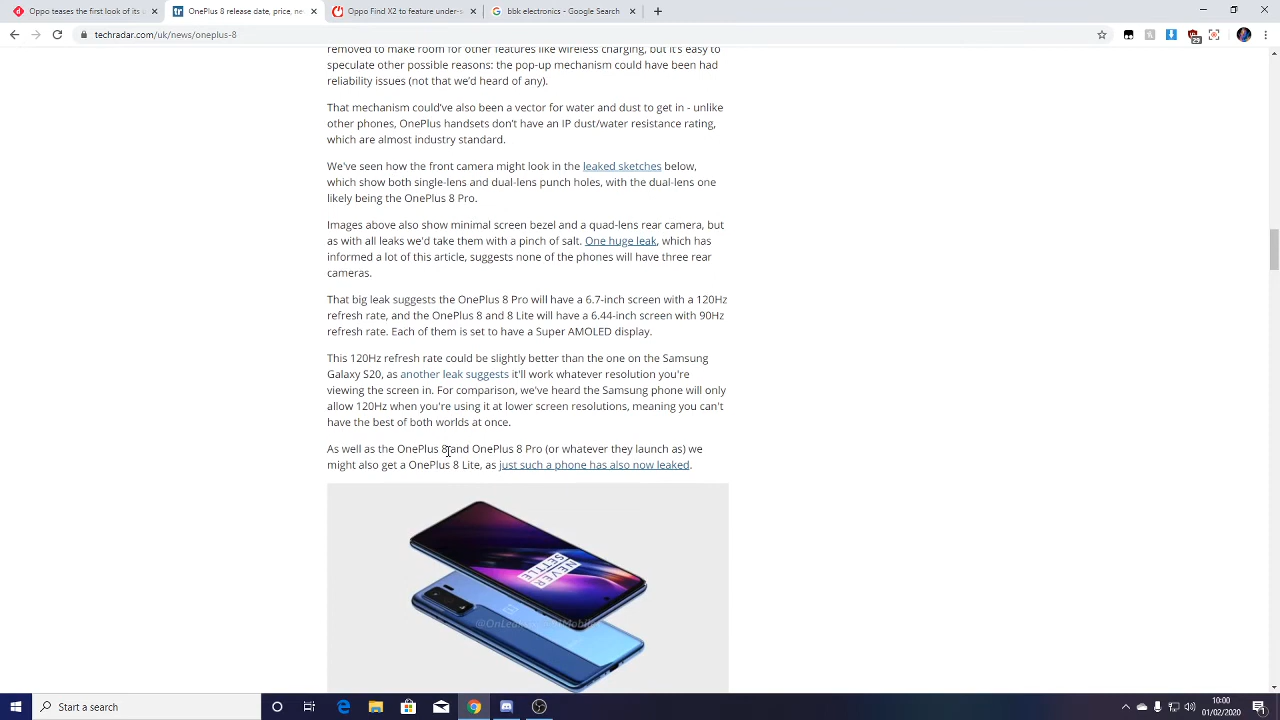 Oppo teases the first look of its
OnePlus 8 release date, price, ne
Oppo Find X2 to feature under-s
bbk electronics - Google Search
techradar.com/uk/news/oneplus-8
removed to make room for other features like wireless charging, but it's easy to
speculate other possible reasons: the pop-up mechanism could have been had
reliability issues (not that we'd heard of any).
That mechanism could've also been a vector for water and dust to get in - unlike
other phones, OnePlus handsets don't have an IP dust/water resistance rating,
which are almost industry standard.
We've seen how the front camera might look in the leaked sketches below,
which show both single-lens and dual-lens punch holes, with the dual-lens one
likely being the OnePlus 8 Pro.
Images above also show minimal screen bezel and a quad-lens rear camera, but
as with all leaks we'd take them with a pinch of salt. One huge leak, which has
informed a lot of this article, suggests none of the phones will have three rear
cameras.
That big leak suggests the OnePlus 8 Pro will have a 6.7-inch screen with a 120Hz
refresh rate, and the OnePlus 8 and 8 Lite will have a 6.44-inch screen with 90Hz
refresh rate. Each of them is set to have a Super AMOLED display.
This 120Hz refresh rate could be slightly better than the one on the Samsung
Galaxy S20, as another leak suggests it'll work whatever resolution you're
viewing the screen in. For comparison, we've heard the Samsung phone will only
allow 120Hz when you're using it at lower screen resolutions, meaning you can't
have the best of both worlds at once.
As well as the OnePlus 8 and OnePlus 8 Pro (or whatever they launch as) we
might also get a OnePlus 8 Lite, as just such a phone has also now leaked.
NEVER
SETTLE
Start a search
10:00
01/02/2020